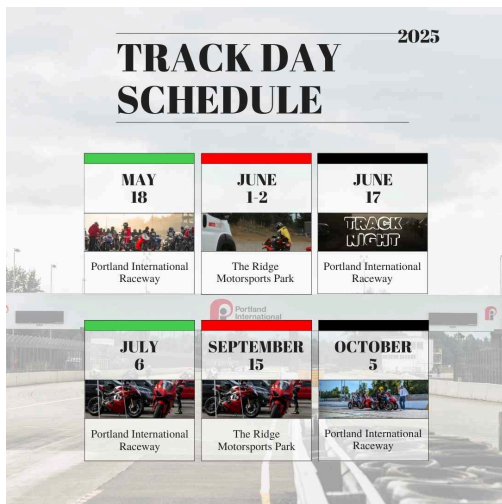 2025
TRACK DAY
SCHEDULE
MAY
18
Portland International
Raceway
JUNE
1-2
The Ridge
Motorsports Park
JUNE
17
TRACK
NIGHT
Portland International
Raceway
Portland
International
JULY
6
Portland International
Raceway
SEPTEMBER
15
The Ridge
Motorsports Park
OCTOBER
5
Portland International
Raceway